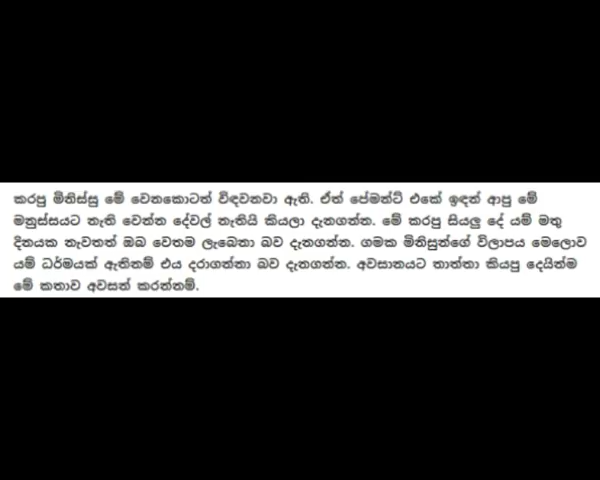 කරපු මිනිස්සු මේ වෙනකොටත් විඳවනවා ඇති. ඒත් පේමන්ට් එකේ ඉඳන් ආපු මේ
මනුස්සයට නැති වෙන්න දේවල් නැතියි කියලා දැනගන්න. මේ කරපු සියලු දේ යම් මතු
දිනයක නැවතත් ඔබ වෙතම ලැබෙනා බව දැනගන්න. ගමක මිනිසුන්ගේ විලාපය මෙලොව
යම් ධර්මයක් ඇතිනම් එය දරාගන්නා බව දැනගන්න. අවසානයට තාත්තා කියපු දෙයින්ම
මේ කතාව අවසන් කරන්නම්.